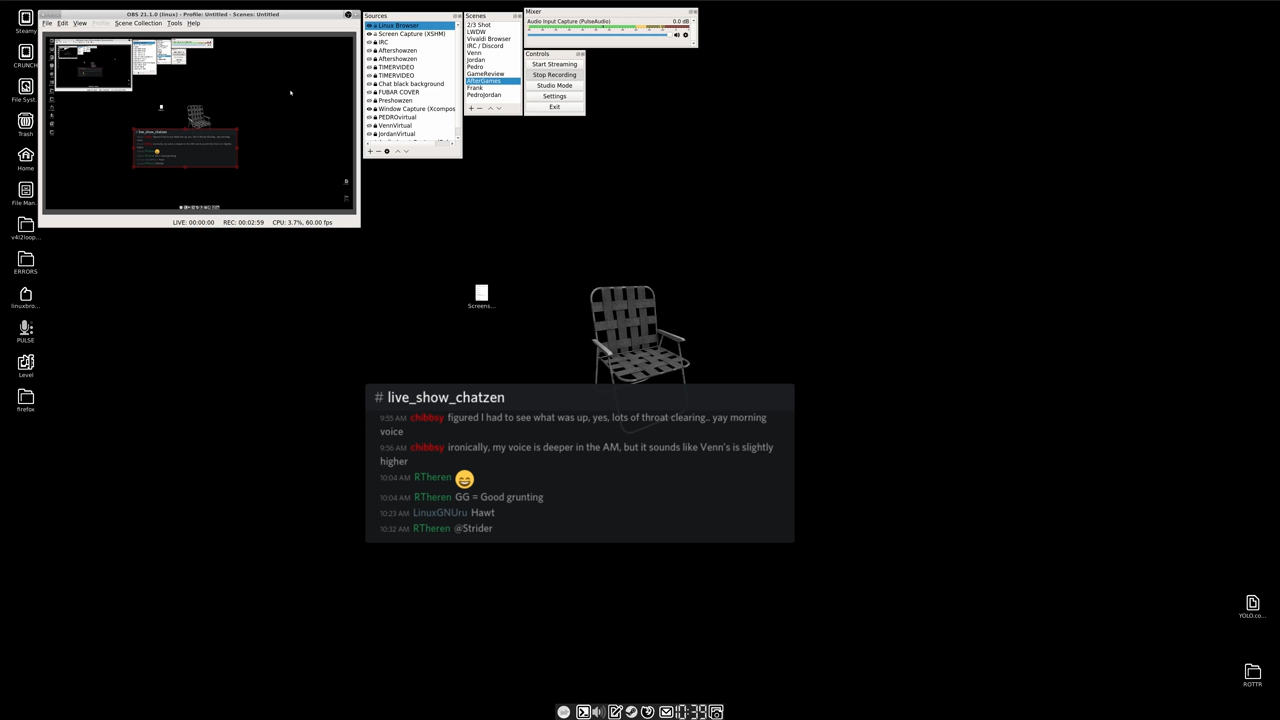 OBS 21.1.0 (linux) - Profile: Untitled - Scenes: Untitled
File Edit View Profile Scene Collection Tools Help
LIVE: 00:00:00 REC: 00:02:59 CPU: 3.7%, 60.00 fps
Sources
Linux Browser
Screen Capture (XSHM)
IRC
Aftershowzen
Aftershowzen
TIMERVIDEO
TIMERVIDEO
Chat black background
FUBAR COVER
Preshowzen
Window Capture (Xcompos
PEDROvirtual
VennVirtual
JordanVirtual
Scenes
2/3 Shot
LWDW
Vivaldi Browser
IRC / Discord
Venn
Jordan
Pedro
GameReview
AfterGames
Frank
PedroJordan
Mixer
Audio Input Capture (PulseAudio) 0.0 dB
Controls
Start Streaming
Stop Recording
Studio Mode
Settings
Exit
Steamy
CRUNCH
File Syst...
Trash
Home
File Man...
v4l2loop...
ERRORS
linuxbro...
PULSE
Level
firefox
Screens...
# live_show_chatzen
9:55 AM chibbsy figured I had to see what was up, yes, lots of throat clearing.. yay morning
voice
9:56 AM chibbsy ironically, my voice is deeper in the AM, but it sounds like Venn's is slightly
higher
10:04 AM RTheren 😄
10:04 AM RTheren GG = Good grunting
10:23 AM LinuxGNUru Hawt
10:32 AM RTheren @Strider
YOLO.co...
ROTTR
10:39